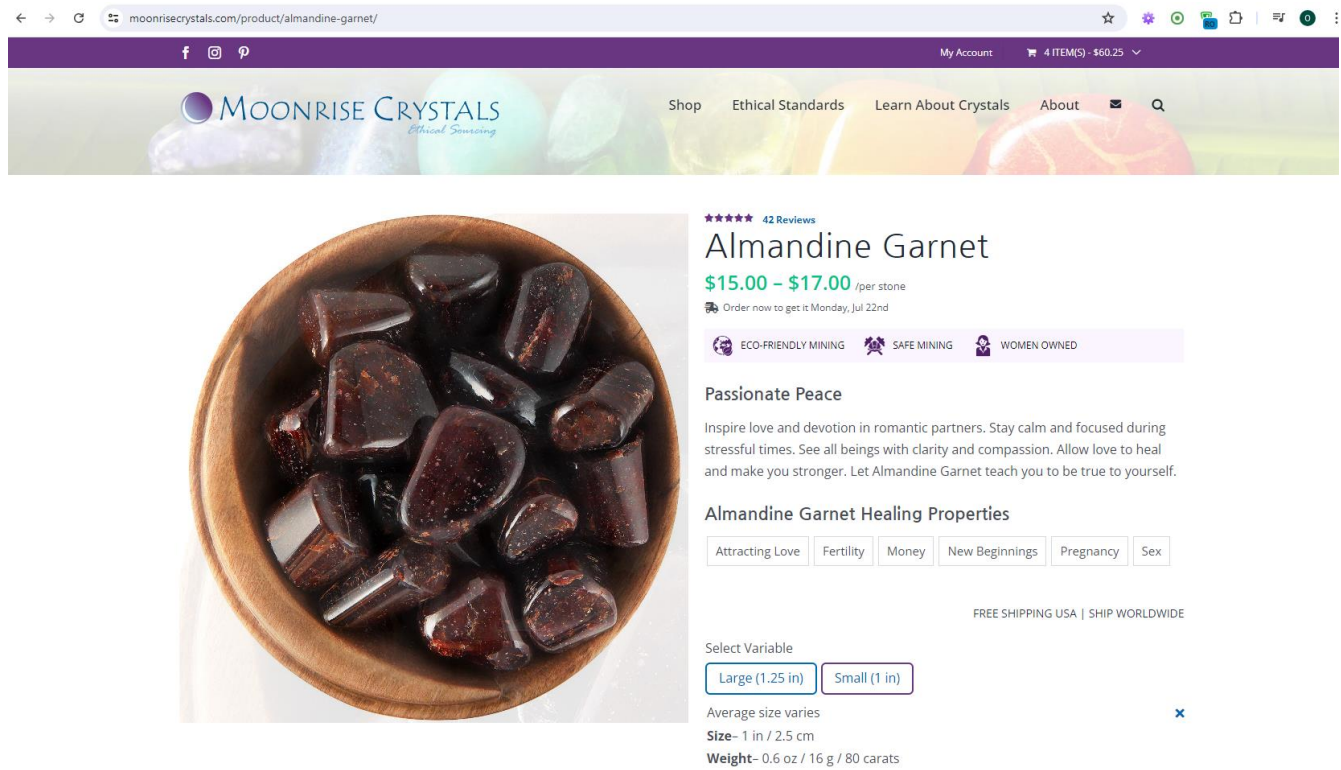 moonrisecrystals.com/product/almandine-garnet/
RD
O
My Account
4 ITEM(S) - $60.25
MOONRISE CRYSTALS
Ethical Sourcing
Shop
Ethical Standards
Learn About Crystals
About
42 Reviews
Almandine Garnet
$15.00 – $17.00 /per stone
Order now to get it Monday, Jul 22nd
ECO-FRIENDLY MINING
SAFE MINING
WOMEN OWNED
Passionate Peace
Inspire love and devotion in romantic partners. Stay calm and focused during
stressful times. See all beings with clarity and compassion. Allow love to heal
and make you stronger. Let Almandine Garnet teach you to be true to yourself.
Almandine Garnet Healing Properties
Attracting Love
Fertility
Money
New Beginnings
Pregnancy
Sex
FREE SHIPPING USA | SHIP WORLDWIDE
Select Variable
Large (1.25 in)
Small (1 in)
Average size varies
Size– 1 in / 2.5 cm
Weight– 0.6 oz / 16 g / 80 carats